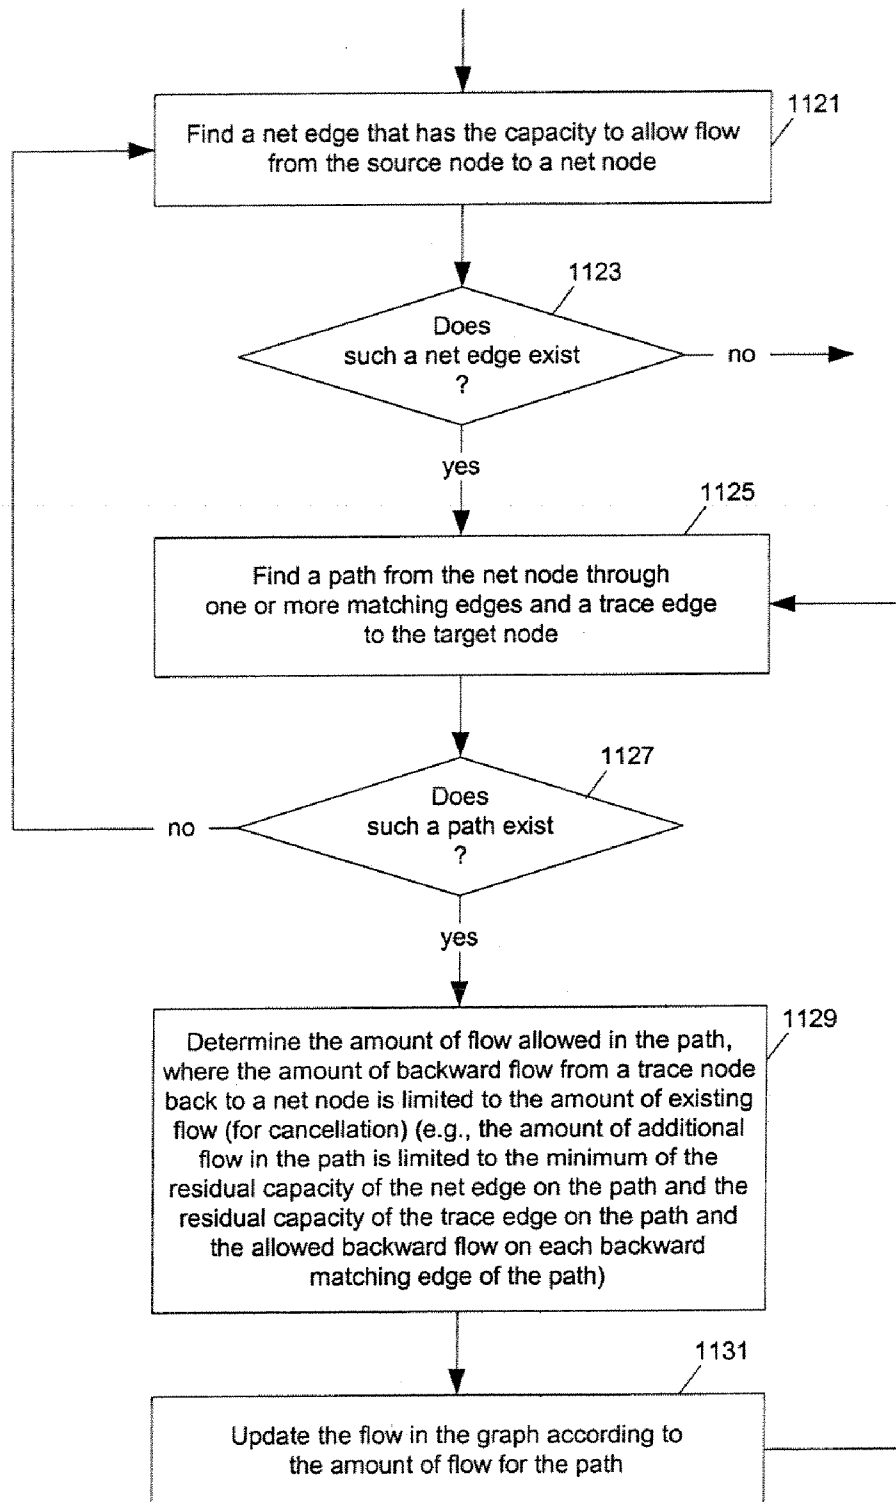 1121
Find a net edge that has the capacity to allow flow
from the source node to a net node
1123
Does
such a net edge exist
?
no
yes
1125
Find a path from the net node through
one or more matching edges and a trace edge
to the target node
1127
Does
such a path exist
?
no
yes
1129
Determine the amount of flow allowed in the path,
where the amount of backward flow from a trace node
back to a net node is limited to the amount of existing
flow (for cancellation) (e.g., the amount of additional
flow in the path is limited to the minimum of the
residual capacity of the net edge on the path and the
residual capacity of the trace edge on the path and
the allowed backward flow on each backward
matching edge of the path)
1131
Update the flow in the graph according to
the amount of flow for the path